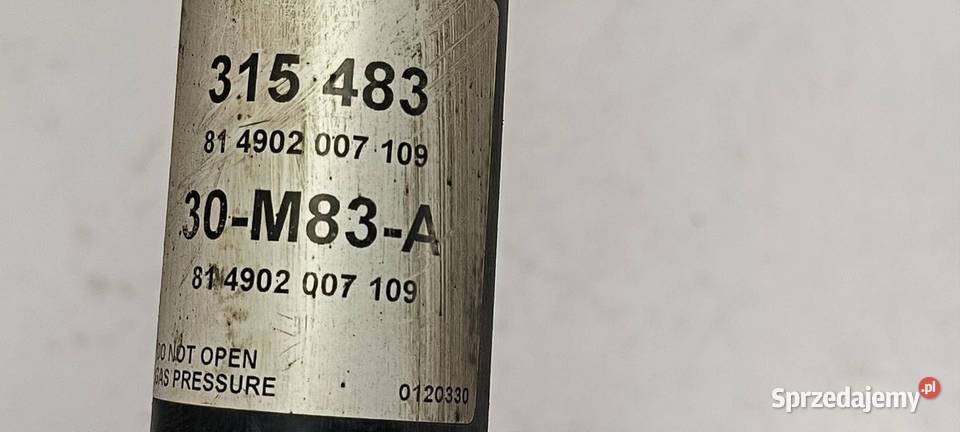 315 483
81 4902 007 109
30-M83-A
81 4902 007 109
DO NOT OPEN
GAS PRESSURE
0120330
Sprzedajemy.pl